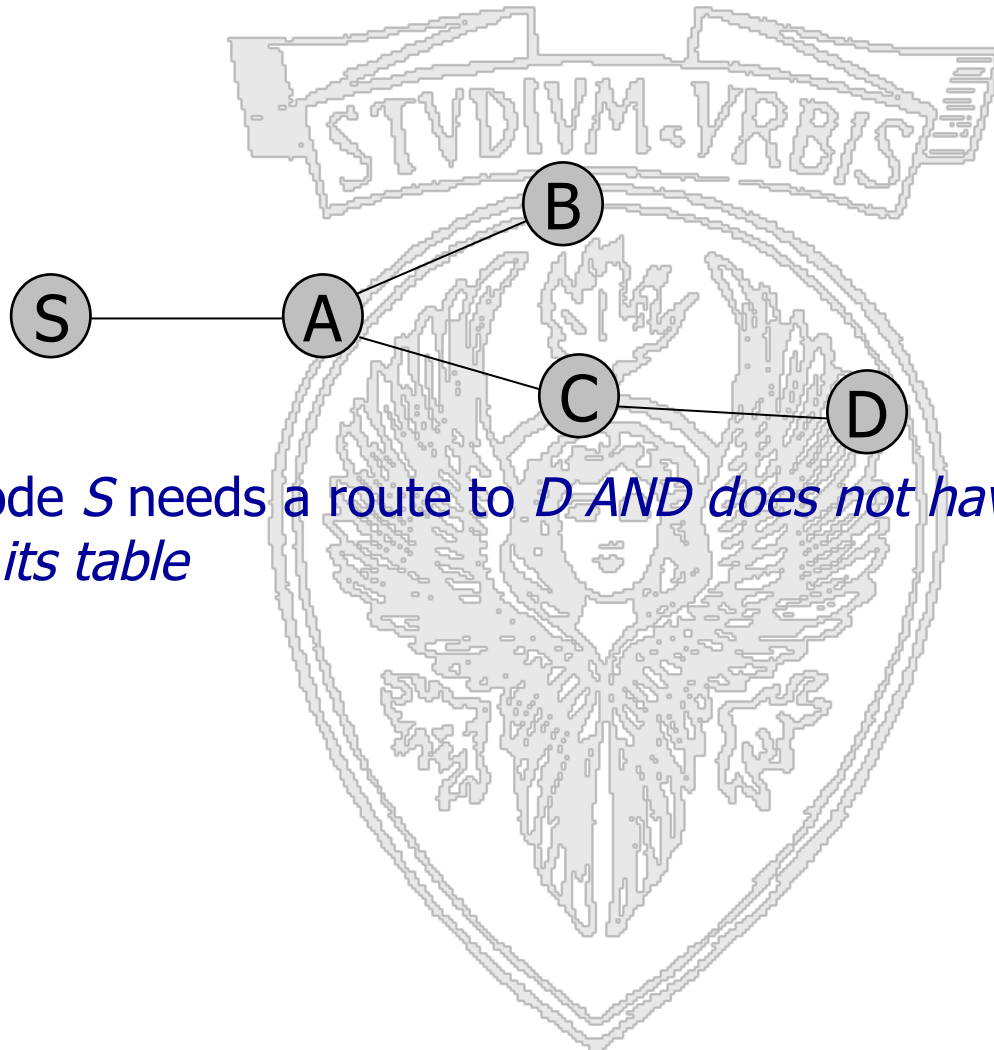 STVDIVM VRBIS
B
S A
C
D
ode S needs a route to D AND does not hav
its table